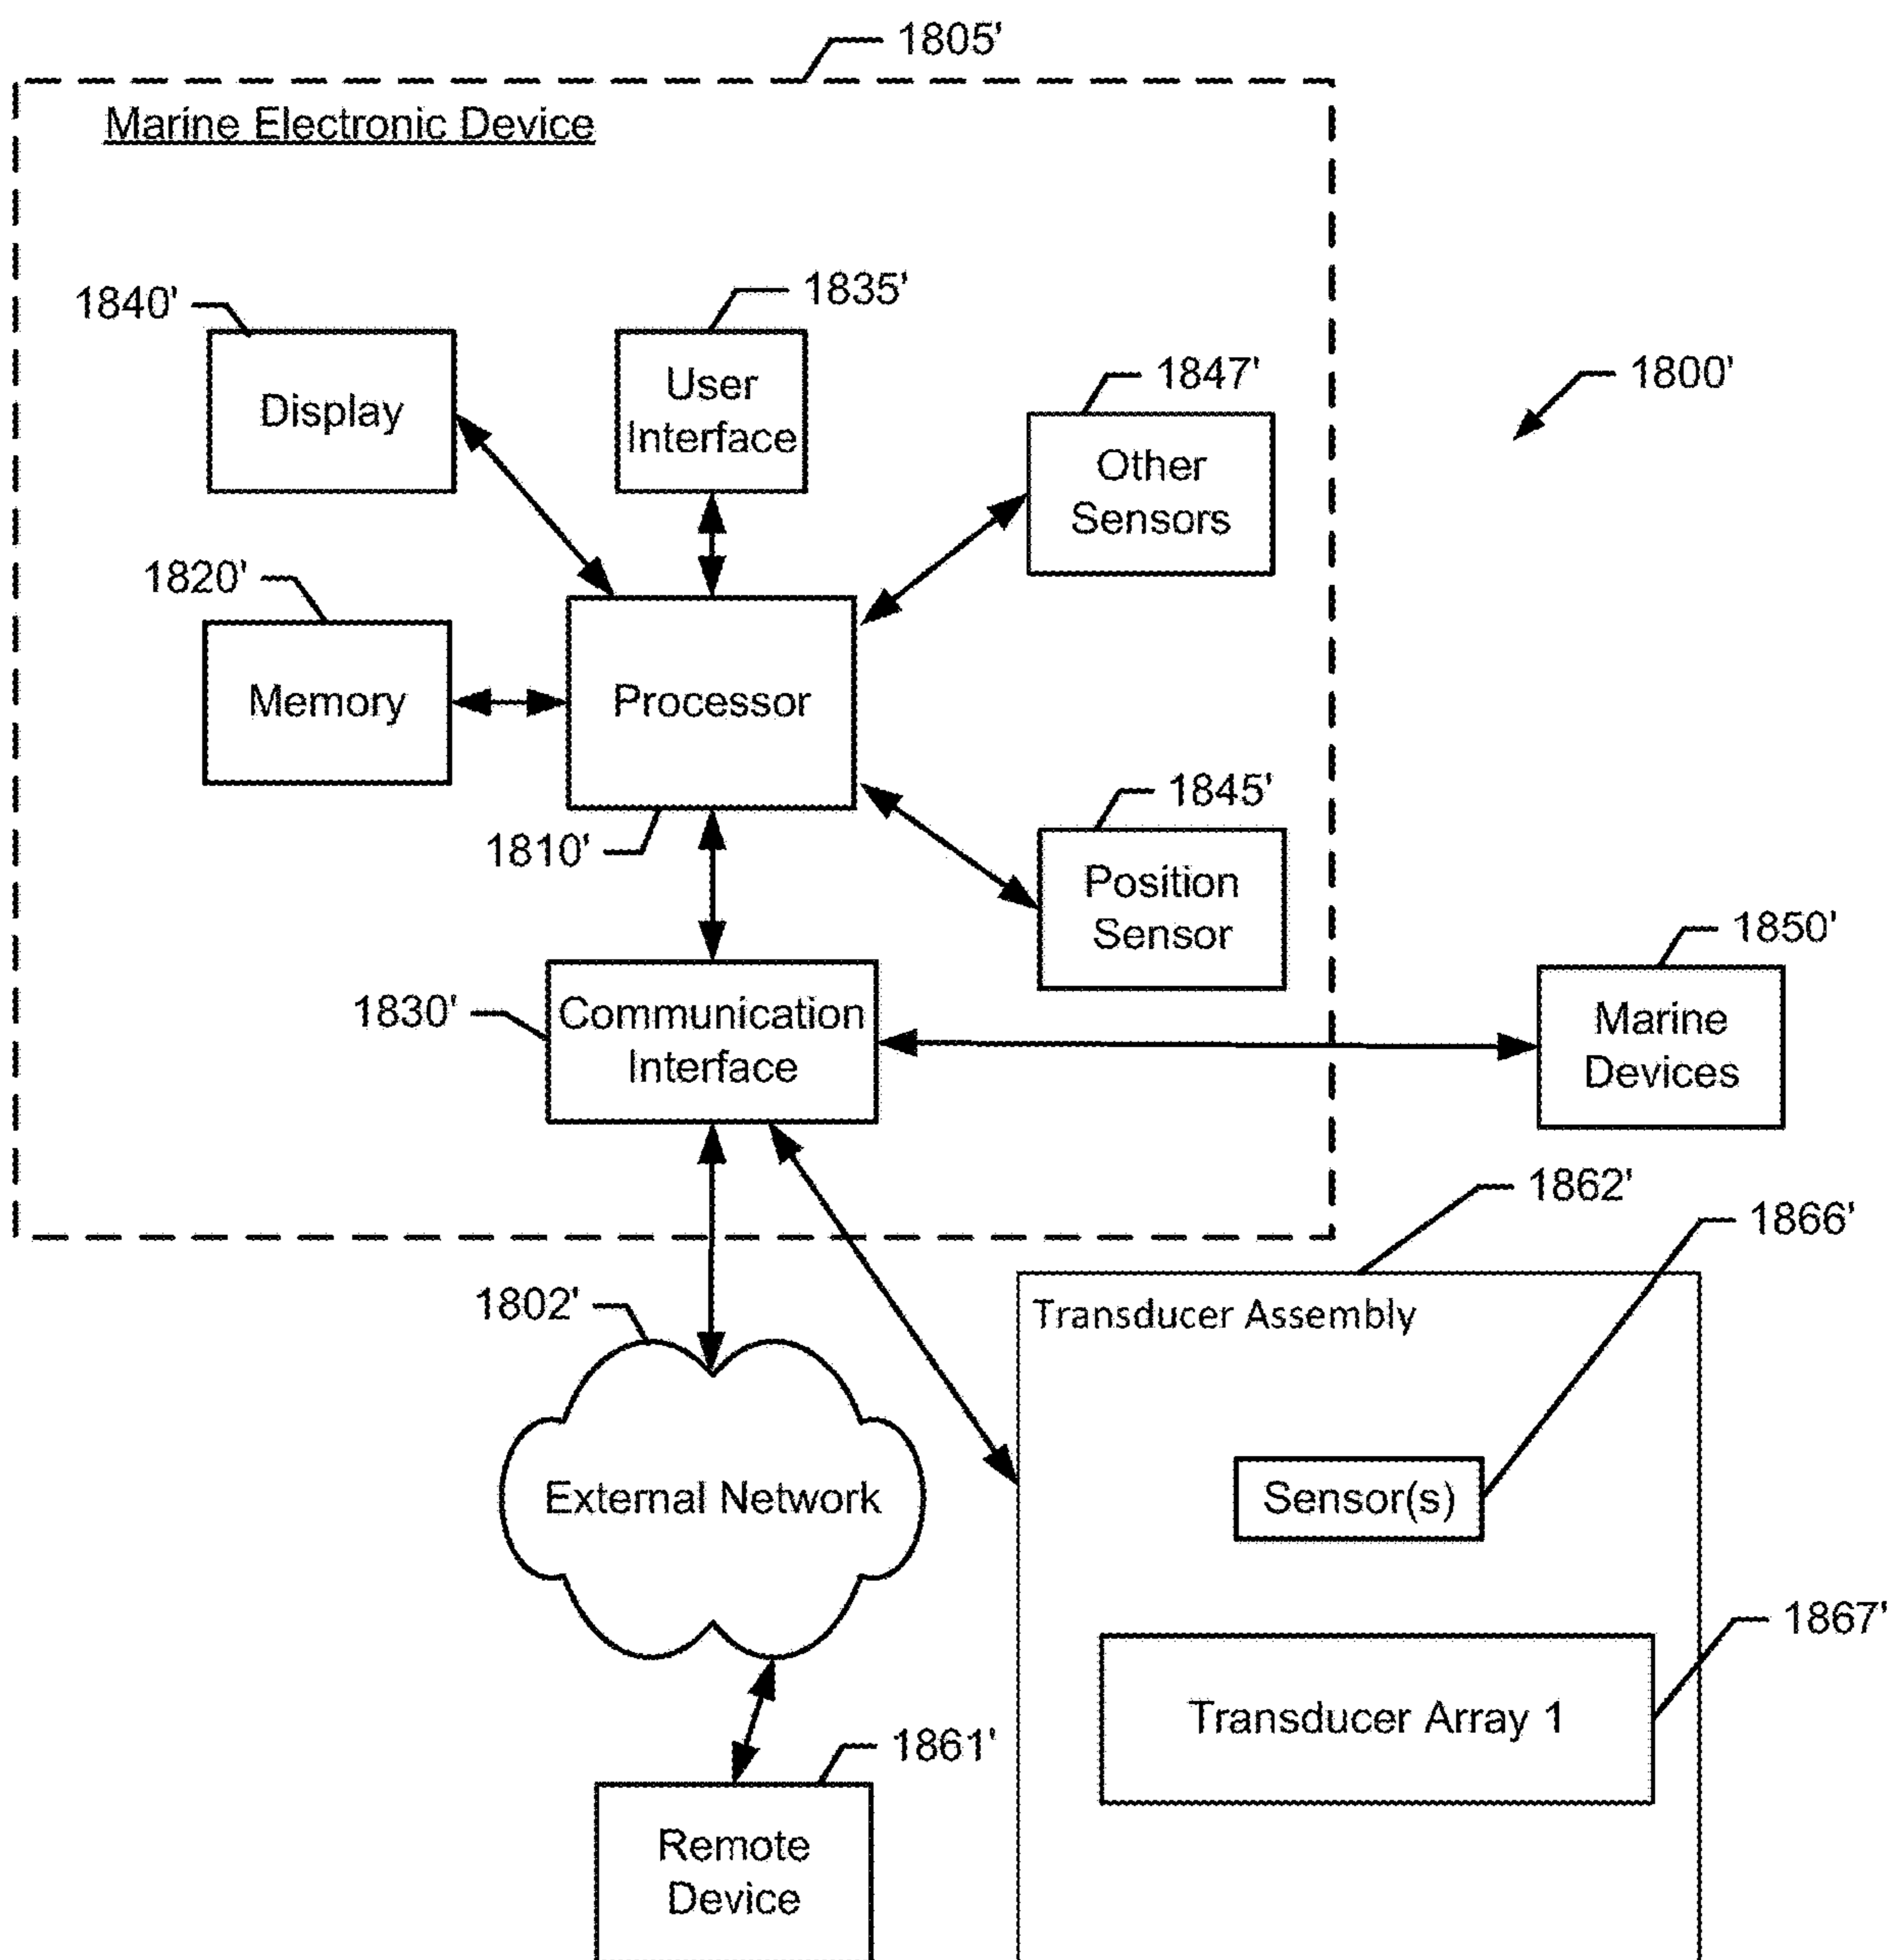 1805'
Marine Electronic Device
1835'
1840'
1847'
1800'
User
Interface
Display
Other
Sensors
1820'
Memory
Processor
1845'
1810'
Position
Sensor
1850'
1830'
Communication
Interface
Marine
Devices
1862'
1866'
1802'
Transducer Assembly
External Network
Sensor(s)
1867'
Transducer Array 1
1861'
Remote
Device